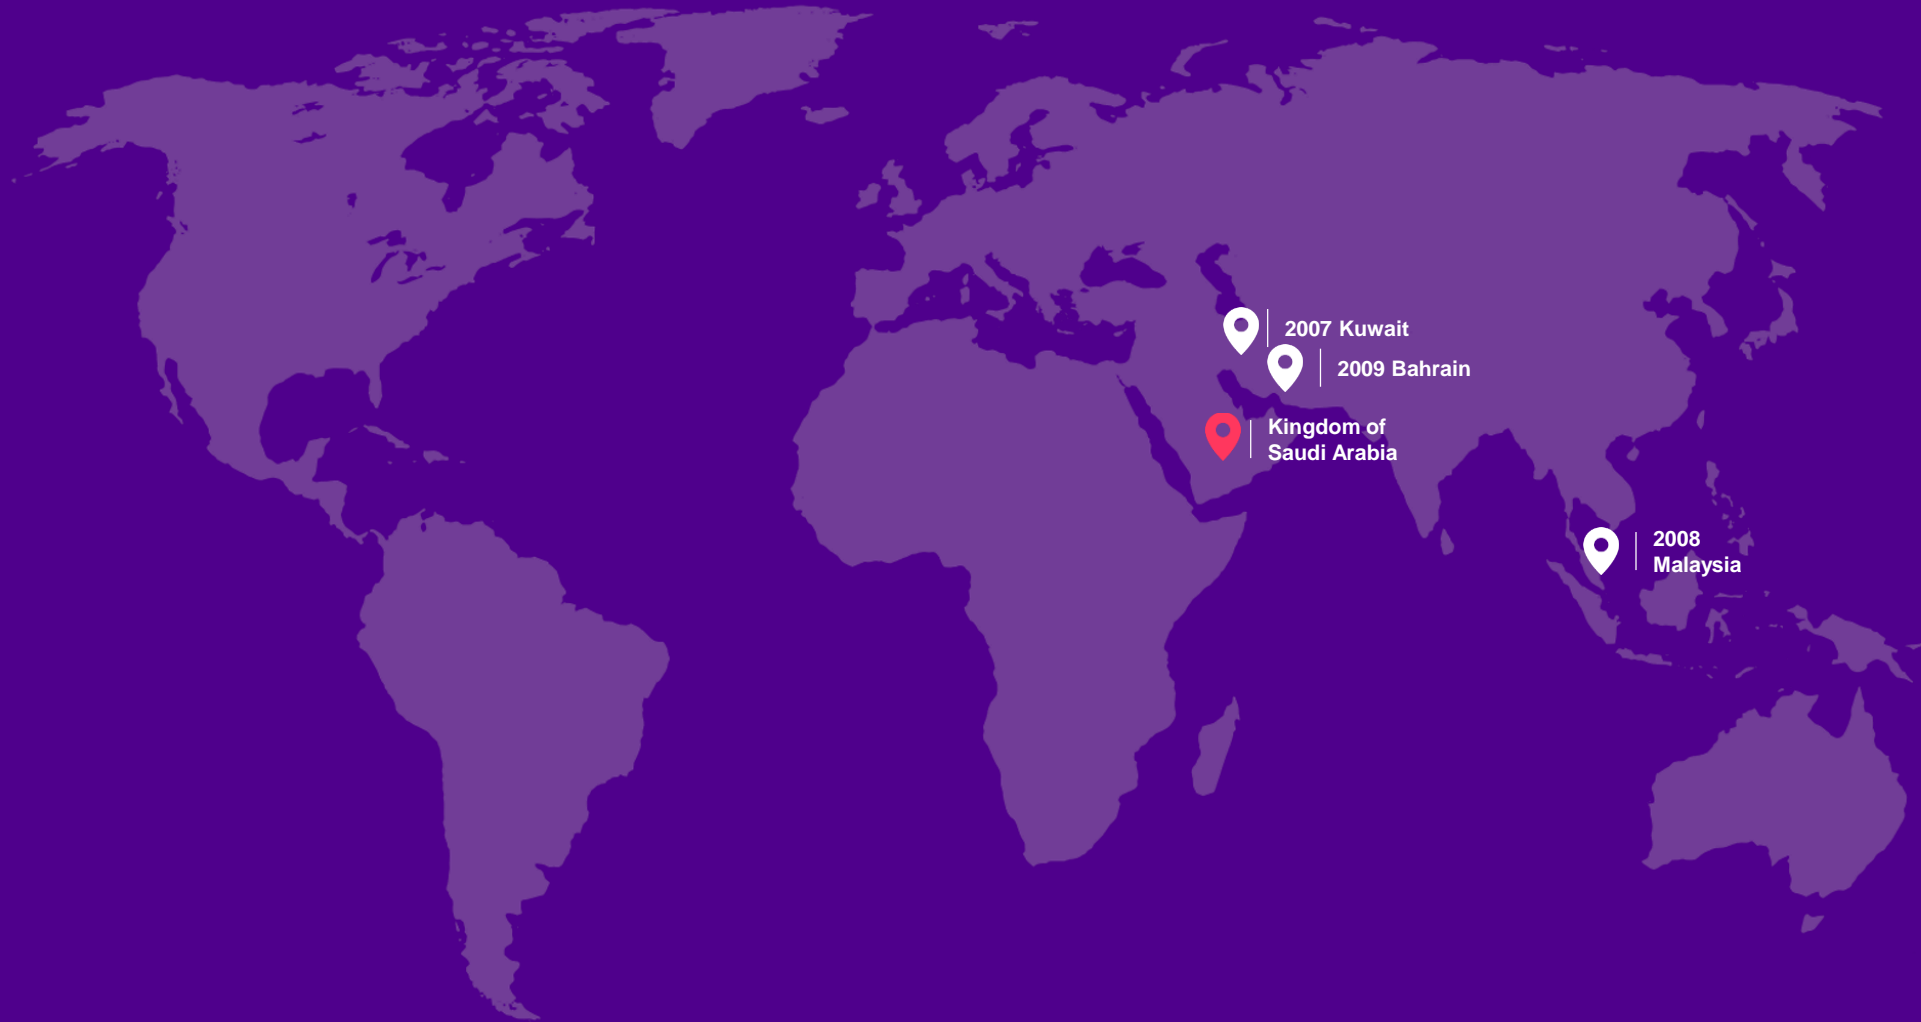 2007 Kuwait
2009 Bahrain
Kingdom of
Saudi Arabia
2008
Malaysia